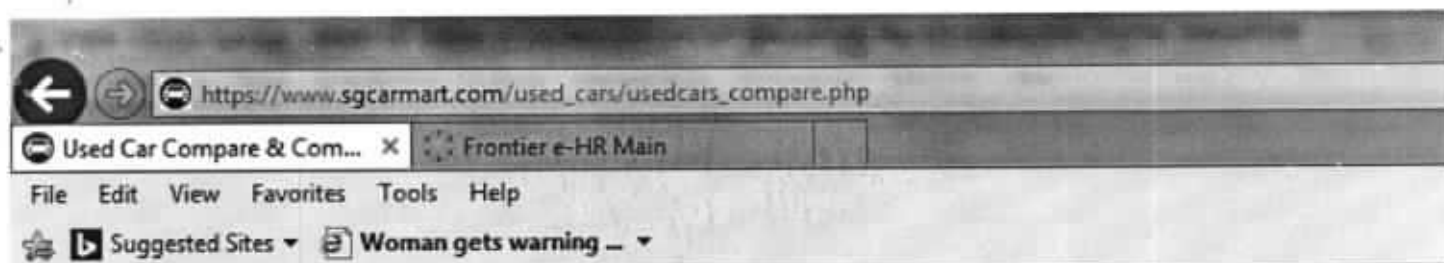 https://www.sgcarmart.com/used_cars/usedcars_compare.php
Used Car Compare & Com... × Frontier e-HR Main
File Edit View Favorites Tools Help
Suggested Sites ▾ Woman gets warning ... ▾